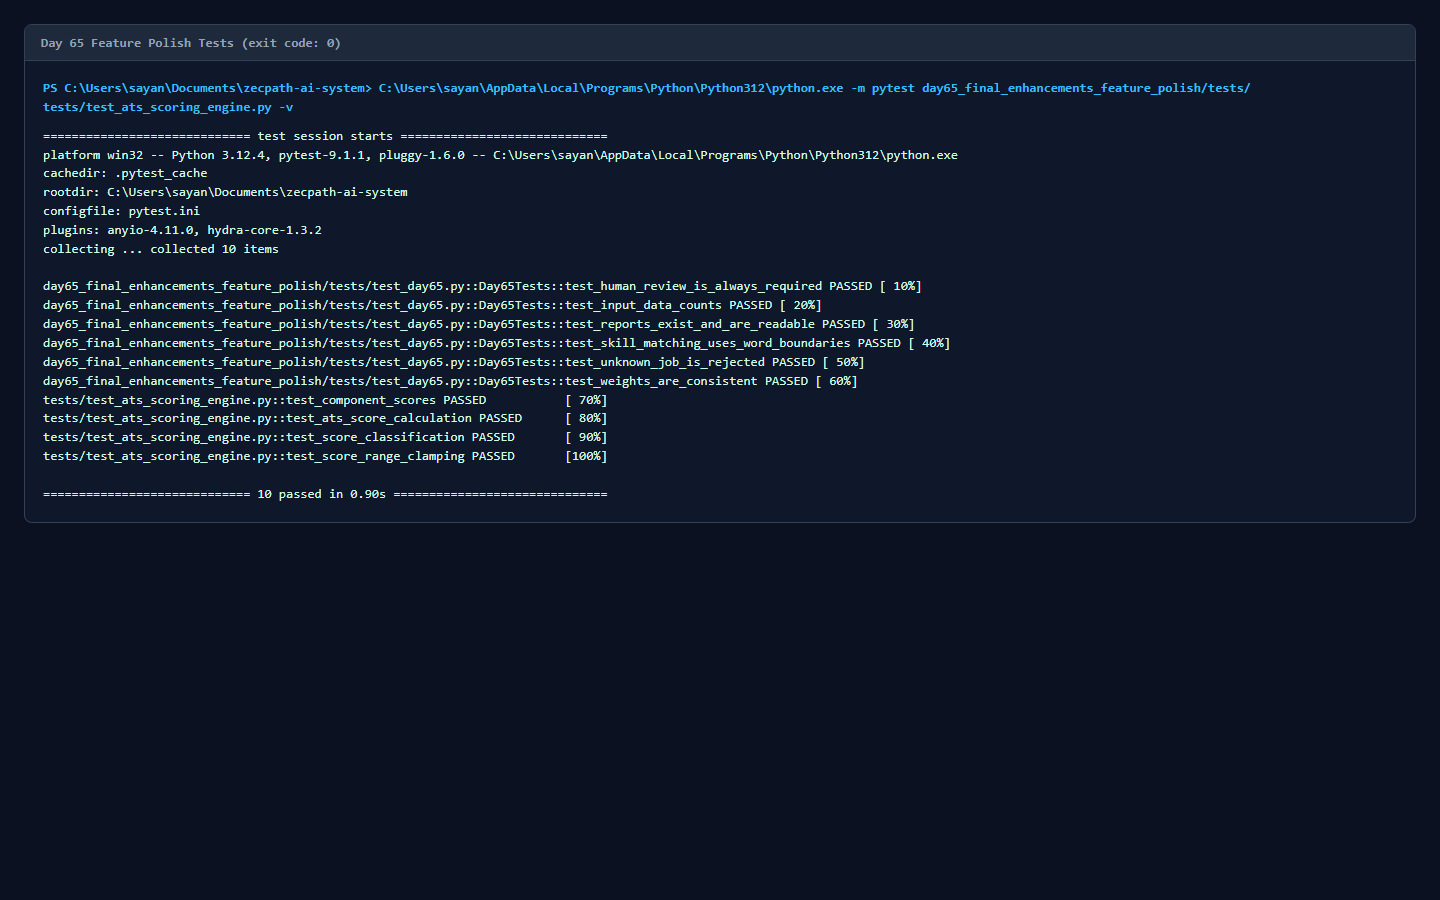 Day 65 Feature Polish Tests (exit code: 0)
PS C:\Users\sayan\Documents\zecpath-ai-system> C:\Users\sayan\AppData\Local\Programs\Python\Python312\python.exe -m pytest day65_final_enhancements_feature_polish/tests/
tests/test_ats_scoring_engine.py -v
============================= test session starts =============================
platform win32 -- Python 3.12.4, pytest-9.1.1, pluggy-1.6.0 -- C:\Users\sayan\AppData\Local\Programs\Python\Python312\python.exe
cachedir: .pytest_cache
rootdir: C:\Users\sayan\Documents\zecpath-ai-system
configfile: pytest.ini
plugins: anyio-4.11.0, hydra-core-1.3.2
collecting ... collected 10 items
day65_final_enhancements_feature_polish/tests/test_day65.py::Day65Tests::test_human_review_is_always_required PASSED [ 10%]
day65_final_enhancements_feature_polish/tests/test_day65.py::Day65Tests::test_input_data_counts PASSED [ 20%]
day65_final_enhancements_feature_polish/tests/test_day65.py::Day65Tests::test_reports_exist_and_are_readable PASSED [ 30%]
day65_final_enhancements_feature_polish/tests/test_day65.py::Day65Tests::test_skill_matching_uses_word_boundaries PASSED [ 40%]
day65_final_enhancements_feature_polish/tests/test_day65.py::Day65Tests::test_unknown_job_is_rejected PASSED [ 50%]
day65_final_enhancements_feature_polish/tests/test_day65.py::Day65Tests::test_weights_are_consistent PASSED [ 60%]
tests/test_ats_scoring_engine.py::test_component_scores PASSED           [ 70%]
tests/test_ats_scoring_engine.py::test_ats_score_calculation PASSED      [ 80%]
tests/test_ats_scoring_engine.py::test_score_classification PASSED       [ 90%]
tests/test_ats_scoring_engine.py::test_score_range_clamping PASSED       [100%]
============================= 10 passed in 0.90s ==============================